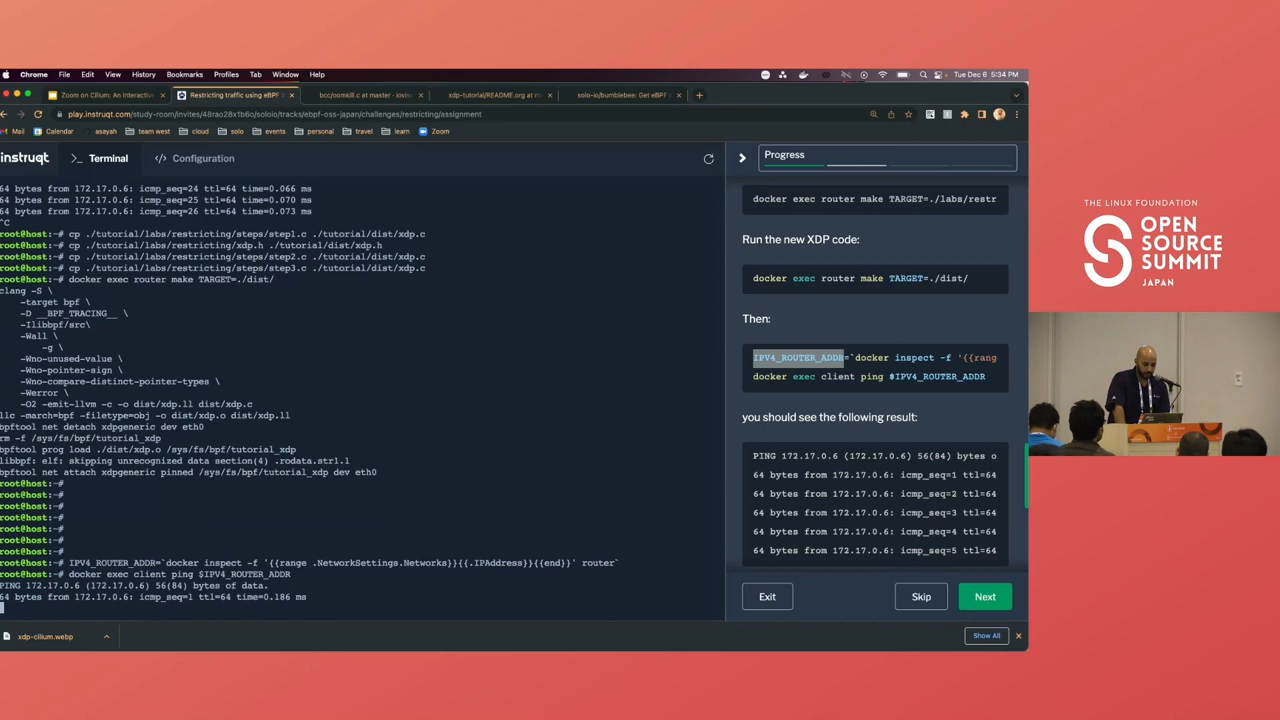 Chrome File Edit View History Bookmarks Profiles Tab Window Help Tue Dec 6 5:34 PM
Zoom on Cilium: An Interactive Restricting traffic using eBPF bcc/oomkill.c at master · iovis xdp-tutorial/README.org at m solo-io/bumblebee: Get eBPF
play.instruqt.com/study-room/invites/48rao28x1b6o/soloio/tracks/ebpf-oss-japan/challenges/restricting/assignment
Mail Calendar asayah team west cloud solo events personal travel learn Zoom
instruqt
Terminal
Configuration
64 bytes from 172.17.0.6: icmp_seq=24 ttl=64 time=0.066 ms
64 bytes from 172.17.0.6: icmp_seq=25 ttl=64 time=0.070 ms
64 bytes from 172.17.0.6: icmp_seq=26 ttl=64 time=0.073 ms
^C
root@host:~# cp ./tutorial/labs/restricting/steps/step1.c ./tutorial/dist/xdp.c
root@host:~# cp ./tutorial/labs/restricting/xdp.h ./tutorial/dist/xdp.h
root@host:~# cp ./tutorial/labs/restricting/steps/step2.c ./tutorial/dist/xdp.c
root@host:~# cp ./tutorial/labs/restricting/steps/step3.c ./tutorial/dist/xdp.c
root@host:~# docker exec router make TARGET=./dist/
clang -S \
-target bpf \
-D __BPF_TRACING__ \
-Ilibbpf/src\
-Wall \
-g \
-Wno-unused-value \
-Wno-pointer-sign \
-Wno-compare-distinct-pointer-types \
-Werror \
-O2 -emit-llvm -c -o dist/xdp.ll dist/xdp.c
llc -march=bpf -filetype=obj -o dist/xdp.o dist/xdp.ll
bpftool net detach xdpgeneric dev eth0
rm -f /sys/fs/bpf/tutorial_xdp
bpftool prog load ./dist/xdp.o /sys/fs/bpf/tutorial_xdp
libbpf: elf: skipping unrecognized data section(4) .rodata.str1.1
bpftool net attach xdpgeneric pinned /sys/fs/bpf/tutorial_xdp dev eth0
root@host:~#
root@host:~#
root@host:~#
root@host:~#
root@host:~#
root@host:~#
root@host:~#
root@host:~# IPV4_ROUTER_ADDR=`docker inspect -f '{{range .NetworkSettings.Networks}}{{.IPAddress}}{{end}}' router`
root@host:~# docker exec client ping $IPV4_ROUTER_ADDR
PING 172.17.0.6 (172.17.0.6) 56(84) bytes of data.
64 bytes from 172.17.0.6: icmp_seq=1 ttl=64 time=0.186 ms
Progress
docker exec router make TARGET=./labs/restr
Run the new XDP code:
docker exec router make TARGET=./dist/
Then:
IPV4_ROUTER_ADDR=`docker inspect -f '{{rang
docker exec client ping $IPV4_ROUTER_ADDR
you should see the following result:
PING 172.17.0.6 (172.17.0.6) 56(84) bytes o
64 bytes from 172.17.0.6: icmp_seq=1 ttl=64
64 bytes from 172.17.0.6: icmp_seq=2 ttl=64
64 bytes from 172.17.0.6: icmp_seq=3 ttl=64
64 bytes from 172.17.0.6: icmp_seq=4 ttl=64
64 bytes from 172.17.0.6: icmp_seq=5 ttl=64
Exit
Skip
Next
xdp-cilium.webp
Show All
THE LINUX FOUNDATION
OPEN
SOURCE
SUMMIT
JAPAN